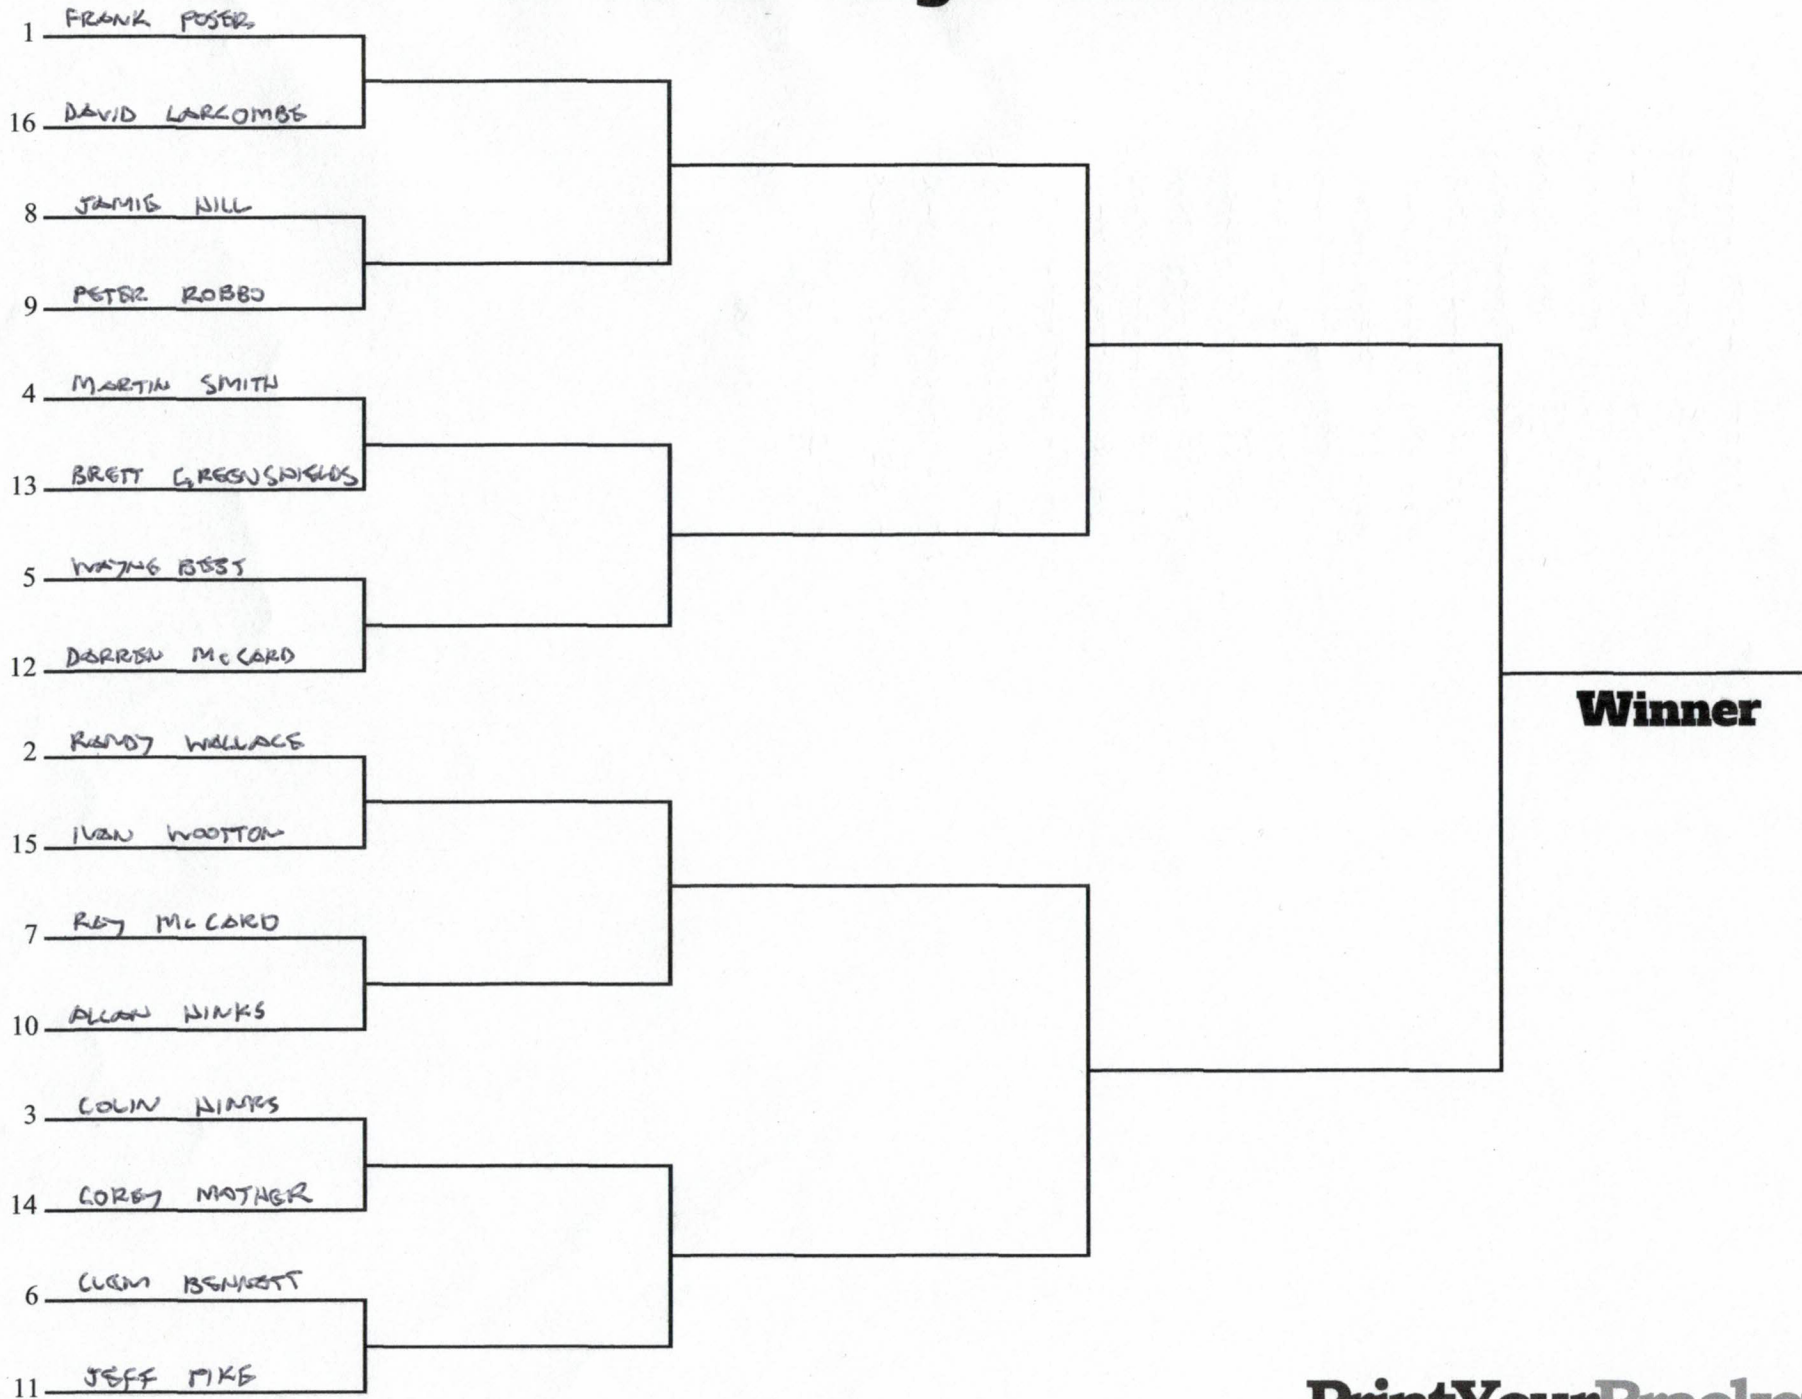 1 FRANK POSER
16 DAVID LARCOMBE
8 JAMIE HILL
9 PETER ROBBO
4 MARTIN SMITH
13 BRETT GREENSHIELDS
5 WAYNE BEST
12 DARREN McCARD
Winner
2 RANDY WALLACE
15 IVAN WOOTTON
7 RAY McCARD
10 ALLAN HINKS
3 COLIN HINKS
14 COREY MATHER
6 CLEM BENNETT
11 JEFF PIKE